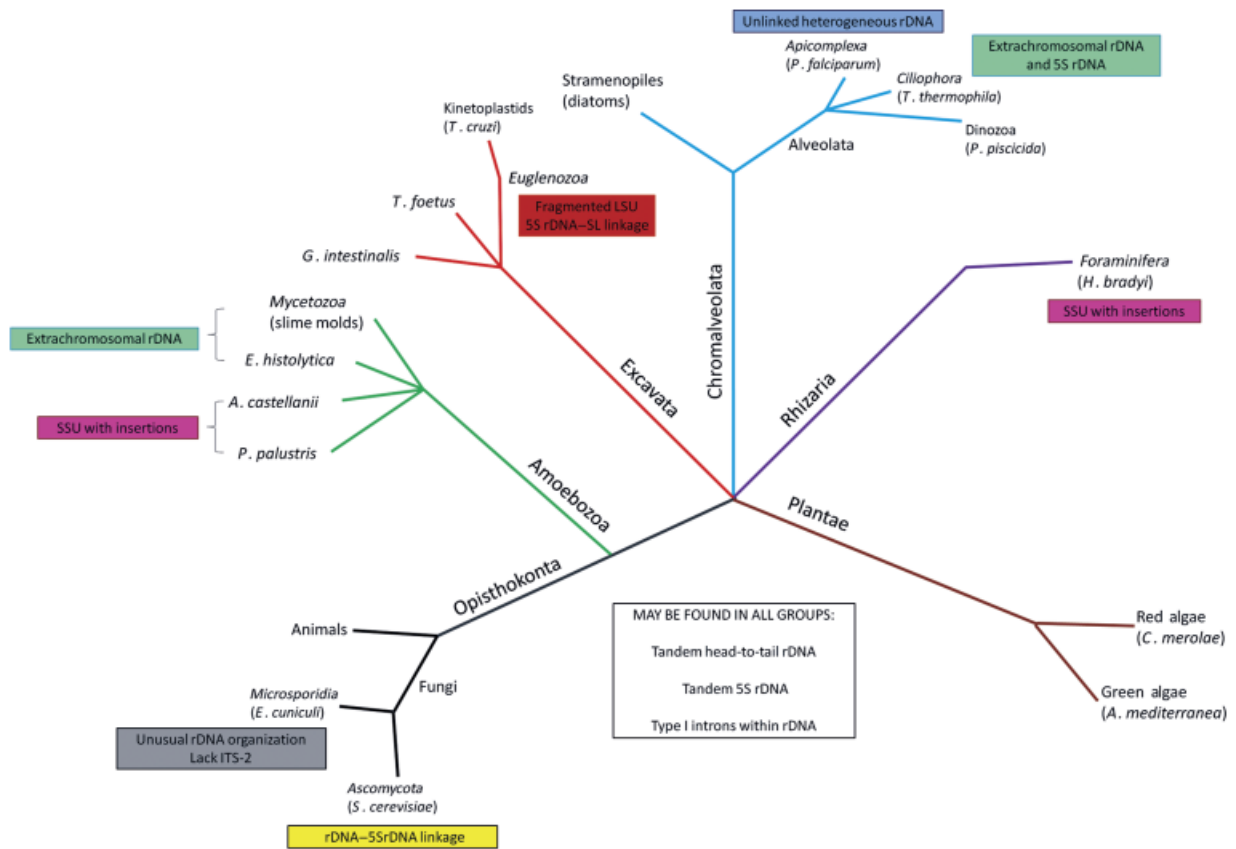 Unlinked heterogeneous rDNA
Apicomplexa
(P. falciparum)
Extrachromosomal rDNA
and 5S rDNA
Stramenopiles
(diatoms)
Ciliophora
(T. thermophila)
Dinozoa
(P. piscicida)
Alveolata
Kinetoplastids
(T. cruzi)
Euglenozoa
T. foetus
Fragmented LSU
5S rDNA–SL linkage
G. intestinalis
Foraminifera
(H. bradyi)
SSU with insertions
Mycetozoa
(slime molds)
Extrachromosomal rDNA
E. histolytica
A. castellanii
SSU with insertions
P. palustris
Excavata
Chromalveolata
Rhizaria
Amoebozoa
Plantae
Opisthokonta
Animals
Fungi
Microsporidia
(E. cuniculi)
Unusual rDNA organization
Lack ITS-2
Ascomycota
(S. cerevisiae)
rDNA–5SrDNA linkage
MAY BE FOUND IN ALL GROUPS:
Tandem head-to-tail rDNA
Tandem 5S rDNA
Type I introns within rDNA
Red algae
(C. merolae)
Green algae
(A. mediterranea)